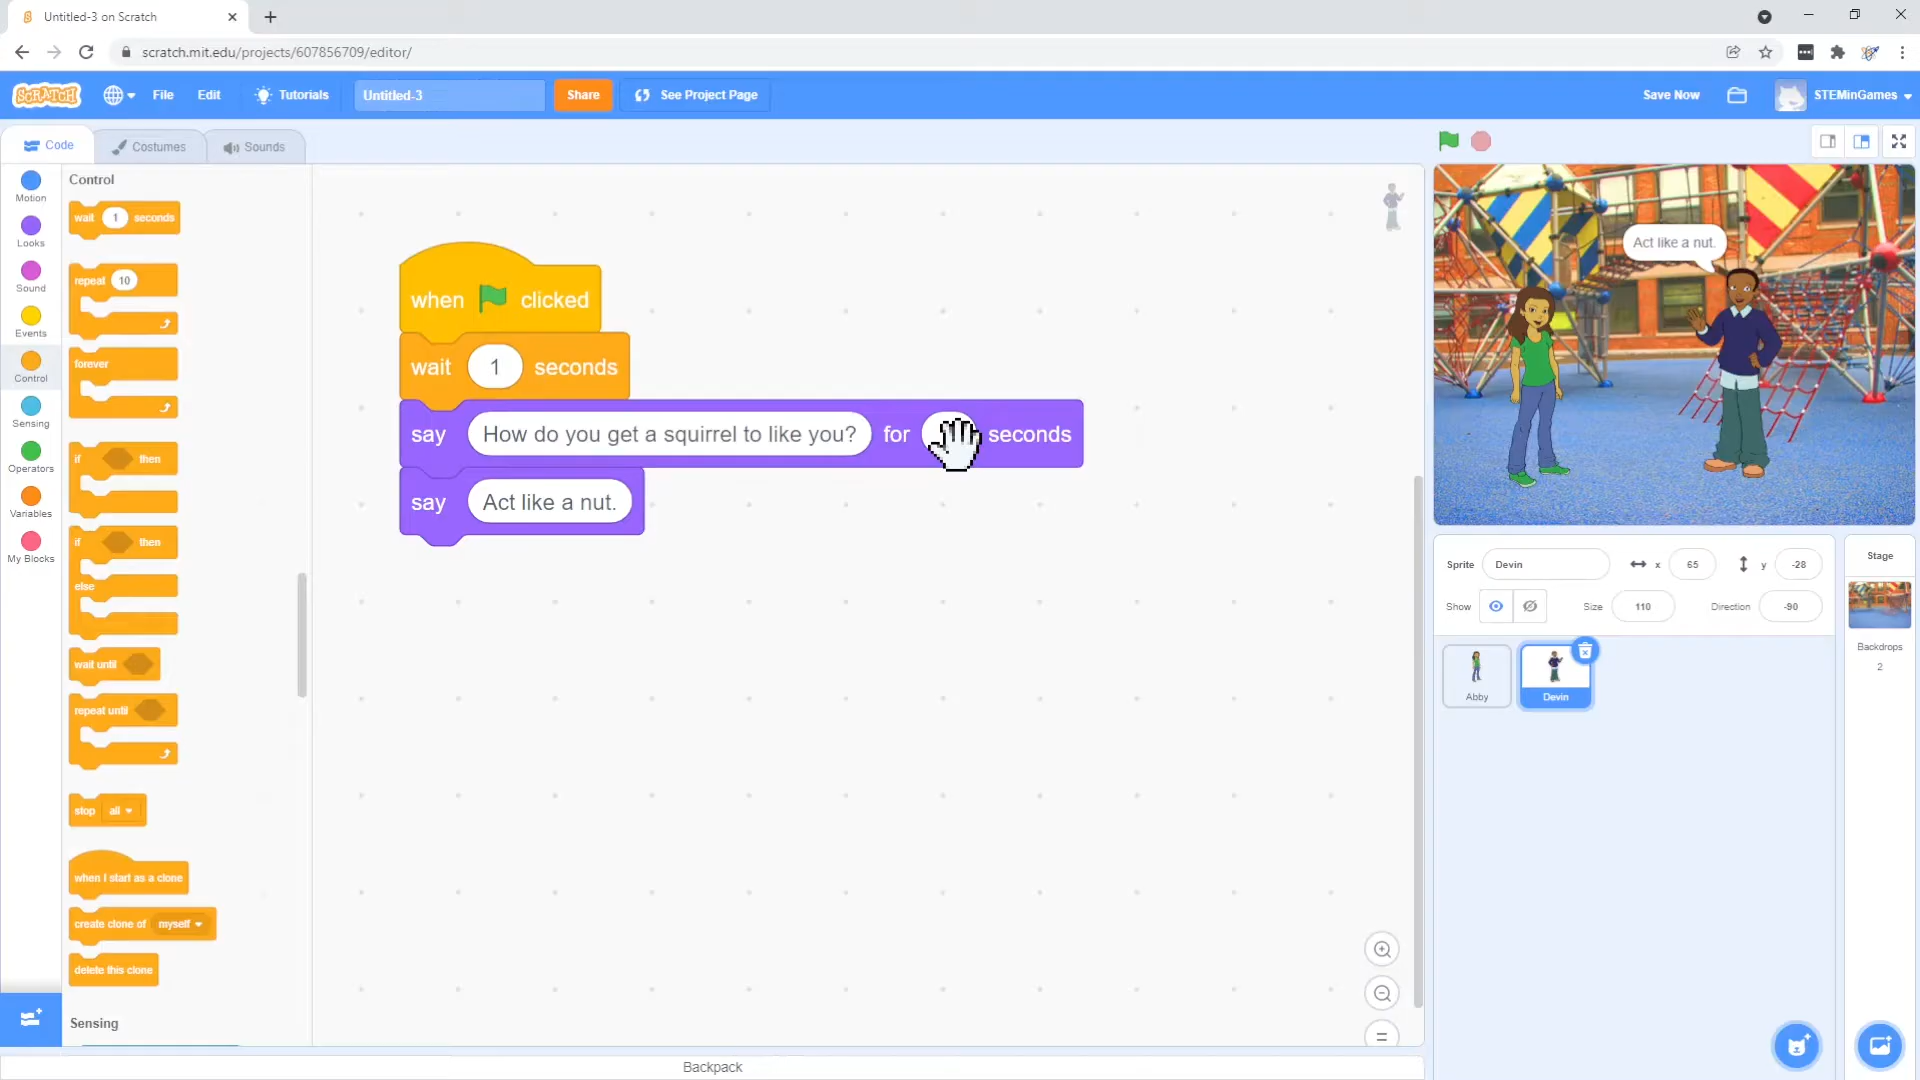 Untitled-3 on Scratch
scratch.mit.edu/projects/607856709/editor/
SCRATCH File Edit Tutorials Untitled-3 Share See Project Page Save Now STEMinGames
Code Costumes Sounds
Motion
Looks
Sound
Events
Control
Sensing
Operators
Variables
My Blocks
Control
wait 1 seconds
repeat 10
forever
if then
if then
else
wait until
repeat until
stop all
when I start as a clone
create clone of myself
delete this clone
Sensing
when clicked
wait 1 seconds
say How do you get a squirrel to like you? for seconds
say Act like a nut.
Act like a nut.
Sprite Devin x 65 y -28
Show Size 110 Direction -90
Abby
Devin
Stage
Backdrops
2
Backpack